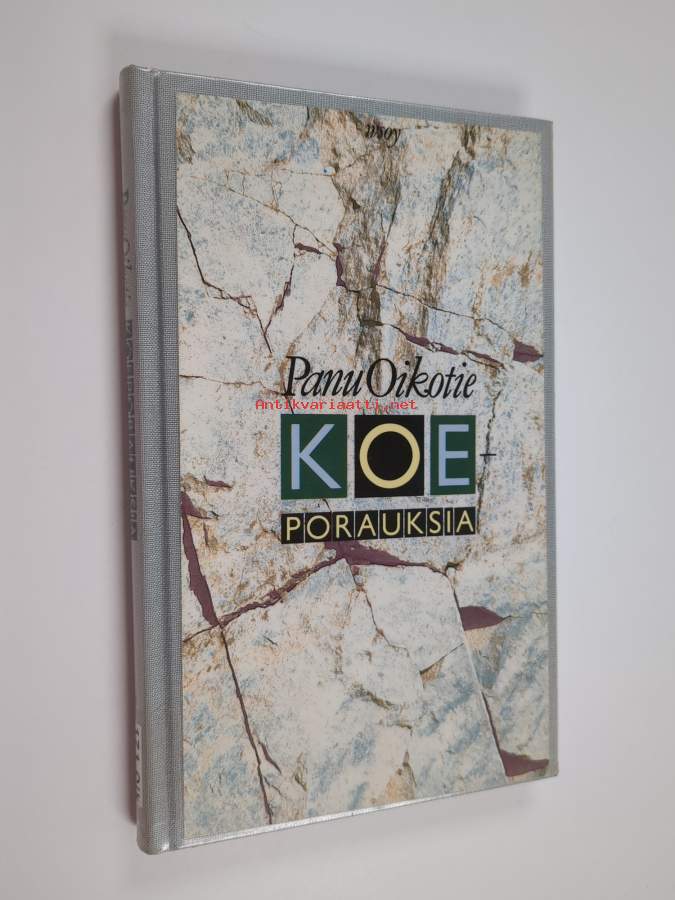 wsoy
Panu Oikotie
Antikvariaatti.net
KOE-
PORAUKSIA